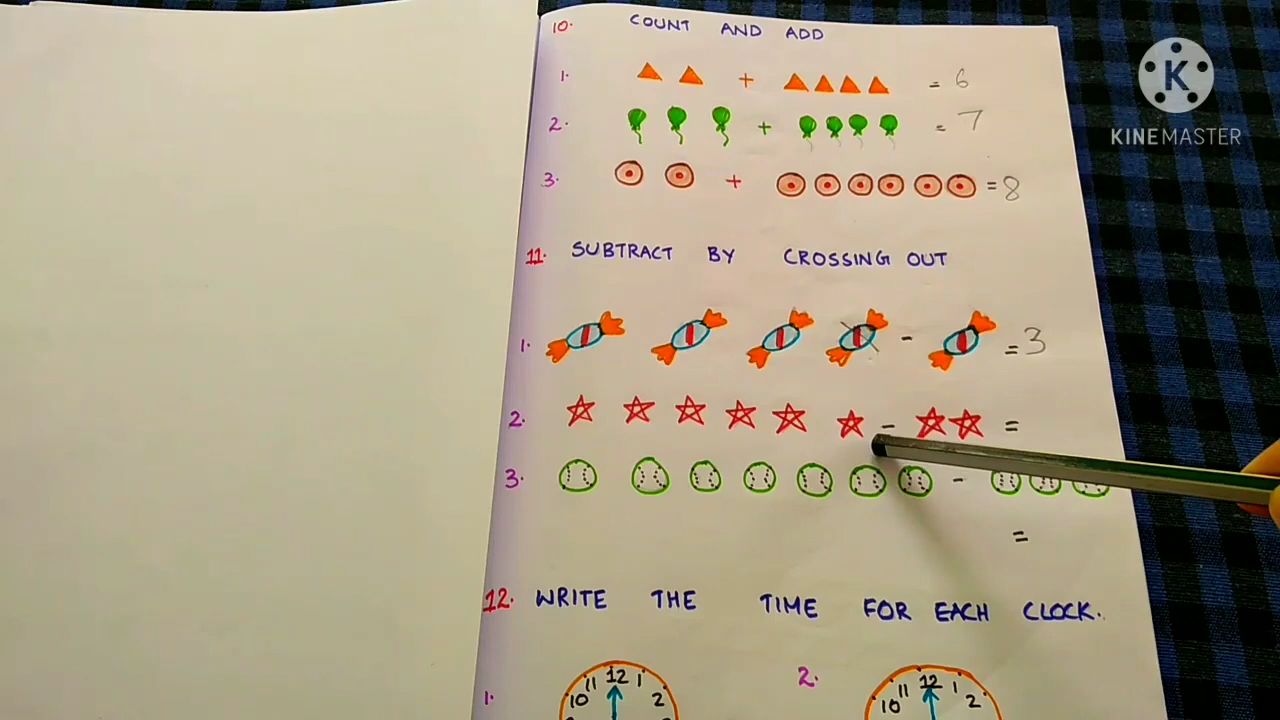 10. COUNT AND ADD
1. + = 6
2. + = 7
3. + = 8
11. SUBTRACT BY CROSSING OUT
1. - = 3
2. - =
3. -
=
12. WRITE THE TIME FOR EACH CLOCK.
1. 10 11 12 1 2
2. 10 11 12 1 2
K
KINEMASTER